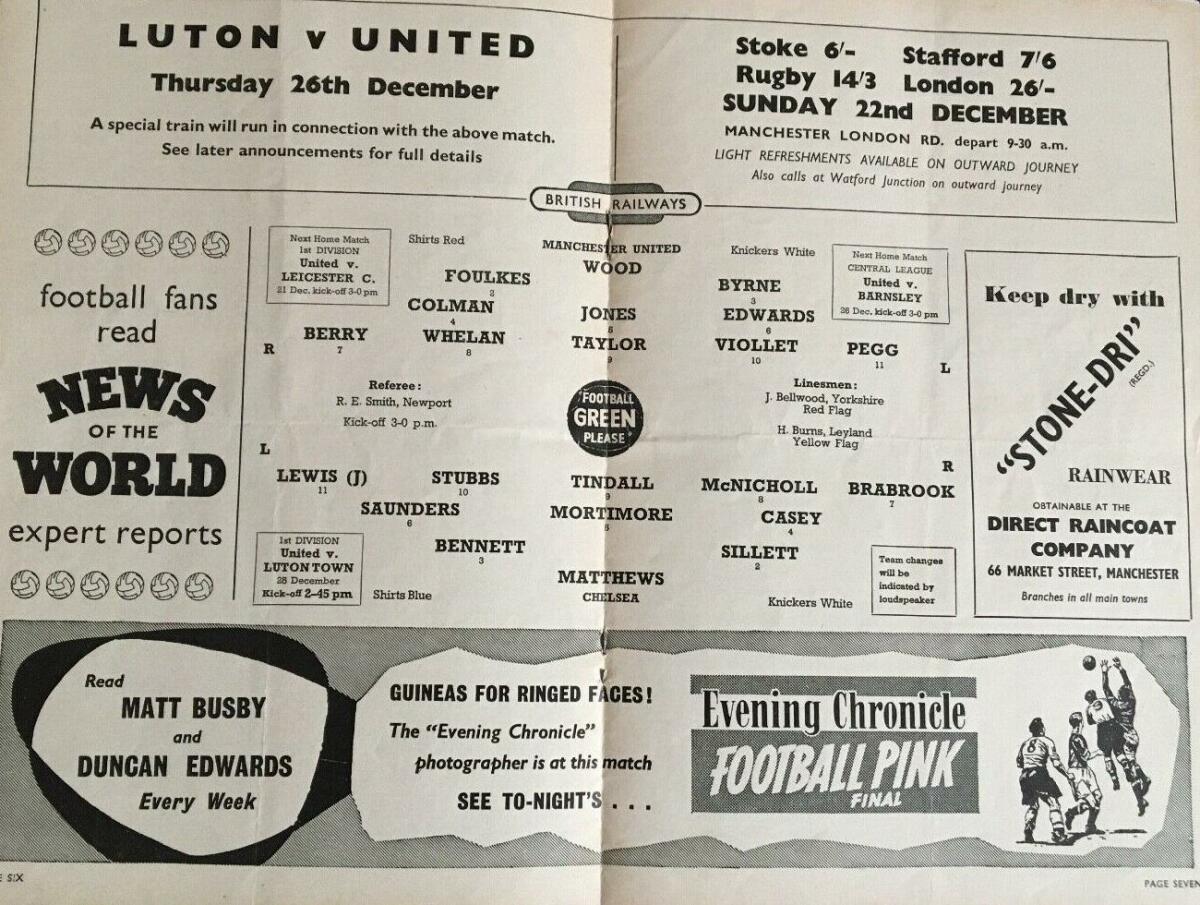 LUTON v UNITED
Thursday 26th December
A special train will run in connection with the above match.
See later announcements for full details
Stoke 6/- Stafford 7/6
Rugby 14/3 London 26/-
SUNDAY 22nd DECEMBER
MANCHESTER LONDON RD. depart 9-30 a.m.
LIGHT REFRESHMENTS AVAILABLE ON OUTWARD JOURNEY
Also calls at Watford Junction on outward journey
BRITISH RAILWAYS
football fans
read
NEWS
OF THE
WORLD
expert reports
Next Home Match
1st DIVISION
United v.
LEICESTER C.
21 Dec. kick-off 3-0 pm
Shirts Red
MANCHESTER UNITED
Knickers White
Next Home Match
CENTRAL LEAGUE
United v.
BARNSLEY
26 Dec. kick-off 3-0 pm
WOOD
FOULKES
2
BYRNE
3
COLMAN
4
JONES
5
EDWARDS
6
R
BERRY
7
WHELAN
8
TAYLOR
9
VIOLLET
10
PEGG
11
L
Referee:
R. E. Smith, Newport
Kick-off 3-0 p.m.
FOOTBALL
GREEN
PLEASE
Linesmen:
J. Bellwood, Yorkshire
Red Flag
H. Burns, Leyland
Yellow Flag
L
R
LEWIS (J)
11
STUBBS
10
TINDALL
9
McNICHOLL
8
BRABROOK
7
SAUNDERS
6
MORTIMORE
5
CASEY
4
BENNETT
3
SILLETT
2
MATTHEWS
CHELSEA
1st DIVISION
United v.
LUTON TOWN
28 December
Kick-off 2-45 pm
Shirts Blue
Knickers White
Team changes
will be
indicated by
loudspeaker
Keep dry with
"STONE-DRI"
(REGD.)
RAINWEAR
OBTAINABLE AT THE
DIRECT RAINCOAT
COMPANY
66 MARKET STREET, MANCHESTER
Branches in all main towns
Read
MATT BUSBY
and
DUNCAN EDWARDS
Every Week
GUINEAS FOR RINGED FACES!
The "Evening Chronicle"
photographer is at this match
SEE TO-NIGHT'S . . .
Evening Chronicle
FOOTBALL PINK
FINAL
8
E SIX
PAGE SEVEN